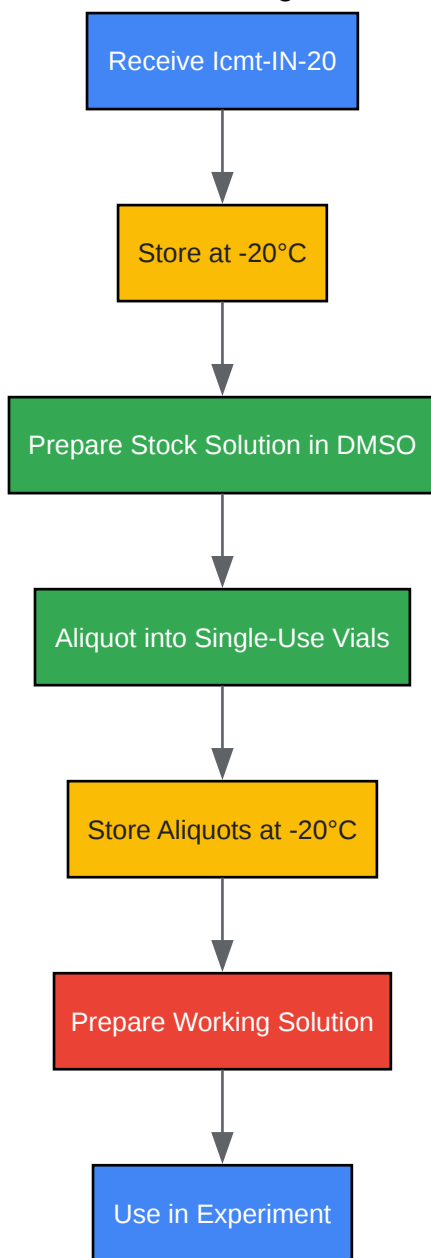 Receive Icmt-IN-20
Store at -20°C
Prepare Stock Solution in DMSO
Aliquot into Single-Use Vials
Store Aliquots at -20°C
Prepare Working Solution
Use in Experiment